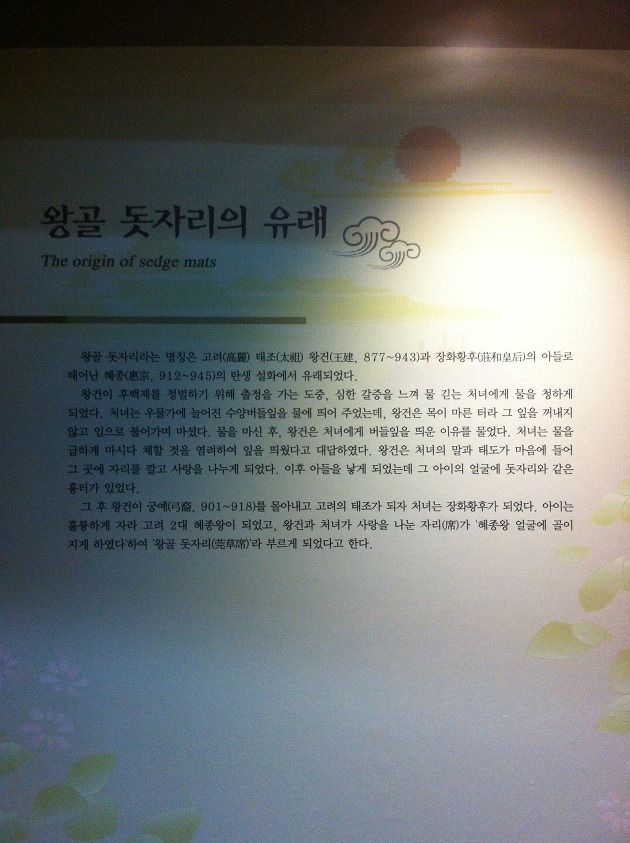 왕골 돗자리의 유래
The origin of sedge mats
왕골 돗자리라는 명칭은 고려(高麗) 태조(太祖) 왕건(王建, 877~943)과 장화황후(莊和皇后)의 아들로
태어난 혜종(惠宗, 912~945)의 탄생 설화에서 유래되었다.
왕건이 후백제를 정벌하기 위해 출정을 가는 도중, 심한 갈증을 느껴 물 긷는 처녀에게 물을 청하게
되었다. 처녀는 우물가에 늘어진 수양버들잎을 물에 띄어 주었는데, 왕건은 목이 마른 터라 그 잎을 꺼내지
않고 입으로 불어가며 마셨다. 물을 마신 후, 왕건은 처녀에게 버들잎을 띄운 이유를 물었다. 처녀는 물을
급하게 마시다 체할 것을 염려하여 잎을 띄웠다고 대답하였다. 왕건은 처녀의 말과 태도가 마음에 들어
그 곳에 자리를 깔고 사랑을 나누게 되었다. 이후 아들을 낳게 되었는데 그 아이의 얼굴에 돗자리와 같은
흉터가 있었다.
그 후 왕건이 궁예(弓裔, 901~918)를 몰아내고 고려의 태조가 되자 처녀는 장화황후가 되었다. 아이는
훌륭하게 자라 고려 2대 혜종왕이 되었고, 왕건과 처녀가 사랑을 나눈 자리(席)가 '혜종왕 얼굴에 골이
지게 하였다'하여 '왕골 돗자리(莞草席)'라 부르게 되었다고 한다.